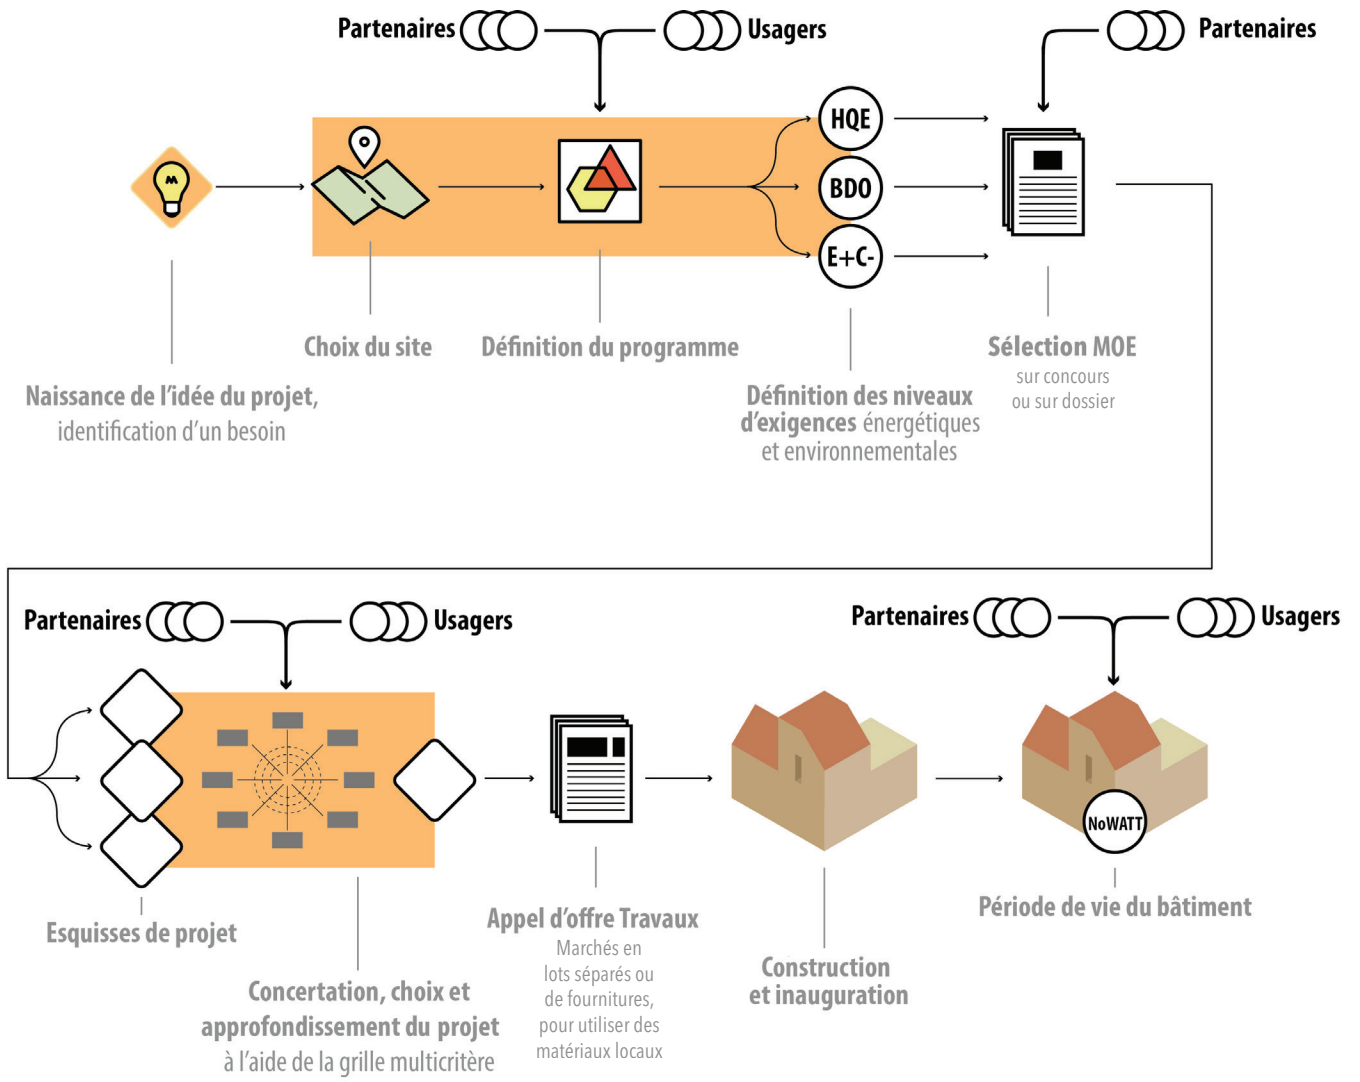 Partenaires
Usagers
Partenaires
HQE
BDO
E+C-
Choix du site
Définition du programme
Sélection MOE
sur concours
ou sur dossier
Naissance de l'idée du projet,
identification d'un besoin
Définition des niveaux
d'exigences énergétiques
et environnementales
Partenaires
Usagers
Partenaires
Usagers
NoWATT
Esquisses de projet
Concertation, choix et
approfondissement du projet
à l'aide de la grille multicritère
Appel d'offre Travaux
Marchés en
lots séparés ou
de fournitures,
pour utiliser des
matériaux locaux
Construction
et inauguration
Période de vie du bâtiment